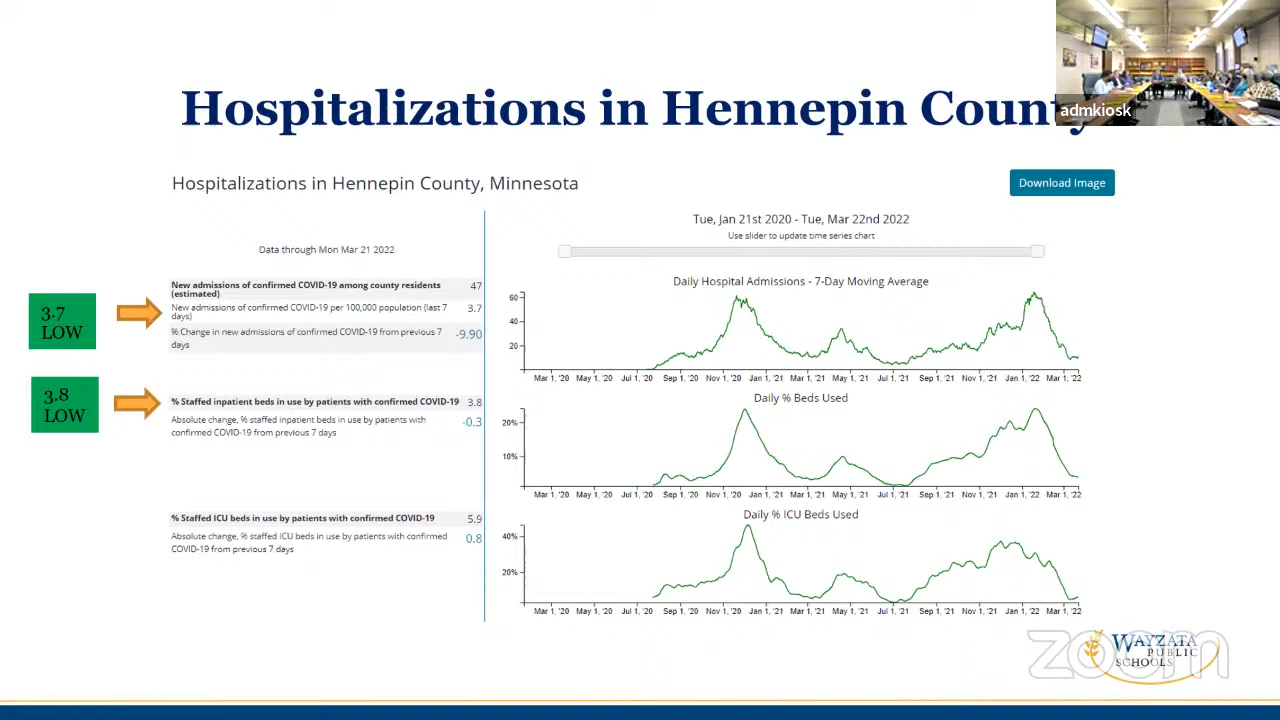 Hospitalizations in Hennepin County
admkiosk
Hospitalizations in Hennepin County, Minnesota
Download Image
Data through Mon Mar 21 2022
New admissions of confirmed COVID-19 among county residents
(estimated)
47
New admissions of confirmed COVID-19 per 100,000 population (last 7
days)
3.7
% Change in new admissions of confirmed COVID-19 from previous 7
days
-9.90
3.7
LOW
% Staffed inpatient beds in use by patients with confirmed COVID-19
3.8
Absolute change, % staffed inpatient beds in use by patients with
confirmed COVID-19 from previous 7 days
-0.3
3.8
LOW
% Staffed ICU beds in use by patients with confirmed COVID-19
5.9
Absolute change, % staffed ICU beds in use by patients with confirmed
COVID-19 from previous 7 days
0.8
Tue, Jan 21st 2020 - Tue, Mar 22nd 2022
Use slider to update time series chart
Daily Hospital Admissions - 7-Day Moving Average
60
40
20
Mar 1, '20 May 1, '20 Jul 1, '20 Sep 1, '20 Nov 1, '20 Jan 1, '21 Mar 1, '21 May 1, '21 Jul 1, '21 Sep 1, '21 Nov 1, '21 Jan 1, '22 Mar 1, '22
Daily % Beds Used
20%
10%
Mar 1, '20 May 1, '20 Jul 1, '20 Sep 1, '20 Nov 1, '20 Jan 1, '21 Mar 1, '21 May 1, '21 Jul 1, '21 Sep 1, '21 Nov 1, '21 Jan 1, '22 Mar 1, '22
Daily % ICU Beds Used
40%
20%
Mar 1, '20 May 1, '20 Jul 1, '20 Sep 1, '20 Nov 1, '20 Jan 1, '21 Mar 1, '21 May 1, '21 Jul 1, '21 Sep 1, '21 Nov 1, '21 Jan 1, '22 Mar 1, '22
zoom
WAYZATA
PUBLIC
SCHOOLS